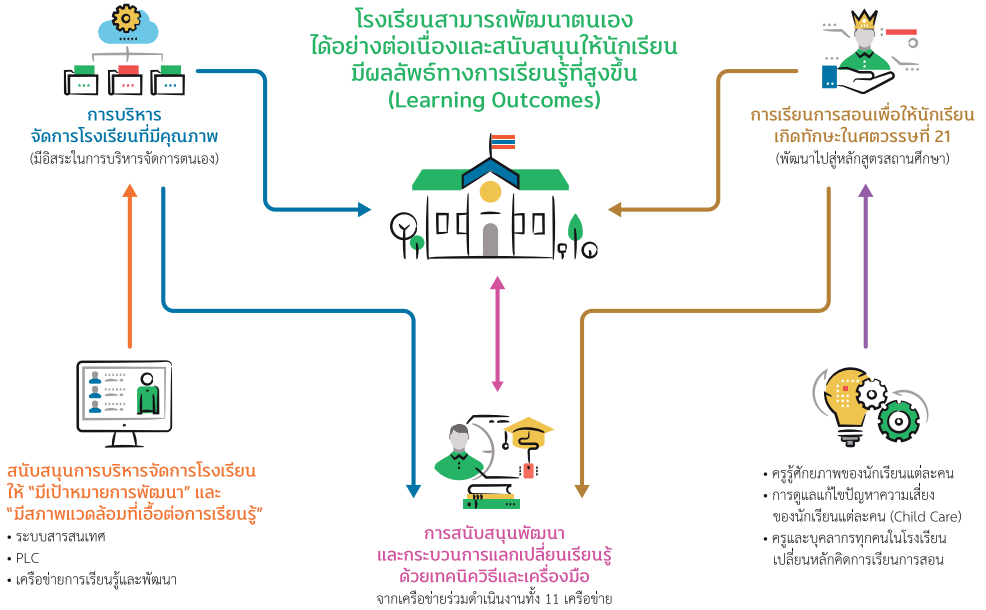 โรงเรียนสามารถพัฒนาตนเอง
ได้อย่างต่อเนื่องและสนับสนุนให้นักเรียน
มีผลลัพธ์ทางการเรียนรู้ที่สูงขึ้น
(Learning Outcomes)
การบริหาร
จัดการโรงเรียนที่มีคุณภาพ
(มีอิสระในการบริหารจัดการตนเอง)
การเรียนการสอนเพื่อให้นักเรียน
เกิดทักษะในศตวรรษที่ 21
(พัฒนาไปสู่หลักสูตรสถานศึกษา)
สนับสนุนการบริหารจัดการโรงเรียน
ให้ “มีเป้าหมายการพัฒนา” และ
“มีสภาพแวดล้อมที่เอื้อต่อการเรียนรู้”
• ระบบสารสนเทศ
• PLC
• เครือข่ายการเรียนรู้และพัฒนา
การสนับสนุนพัฒนา
และกระบวนการแลกเปลี่ยนเรียนรู้
ด้วยเทคนิควิธีและเครื่องมือ
จากเครือข่ายร่วมดำเนินงานทั้ง 11 เครือข่าย
• ครูรู้ศักยภาพของนักเรียนแต่ละคน
• การดูแลแก้ไขปัญหาความเสี่ยง
ของนักเรียนแต่ละคน (Child Care)
• ครูและบุคลากรทุกคนในโรงเรียน
เปลี่ยนหลักคิดการเรียนการสอน